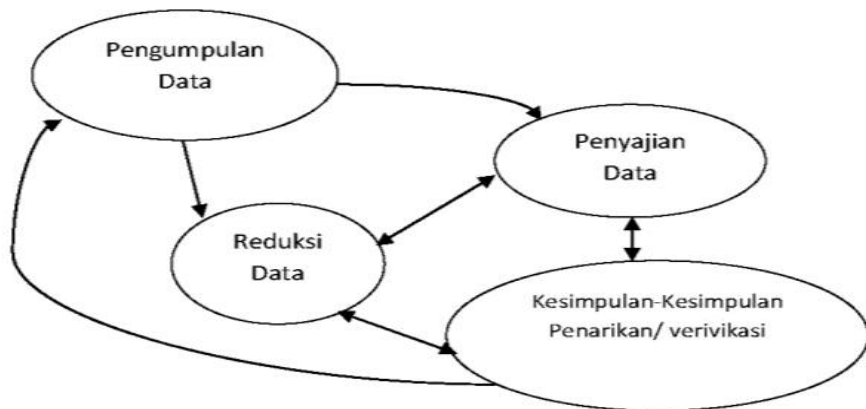 Pengumpulan
Data
Penyajian
Data
Reduksi
Data
Kesimpulan-Kesimpulan
Penarikan/ verivikasi